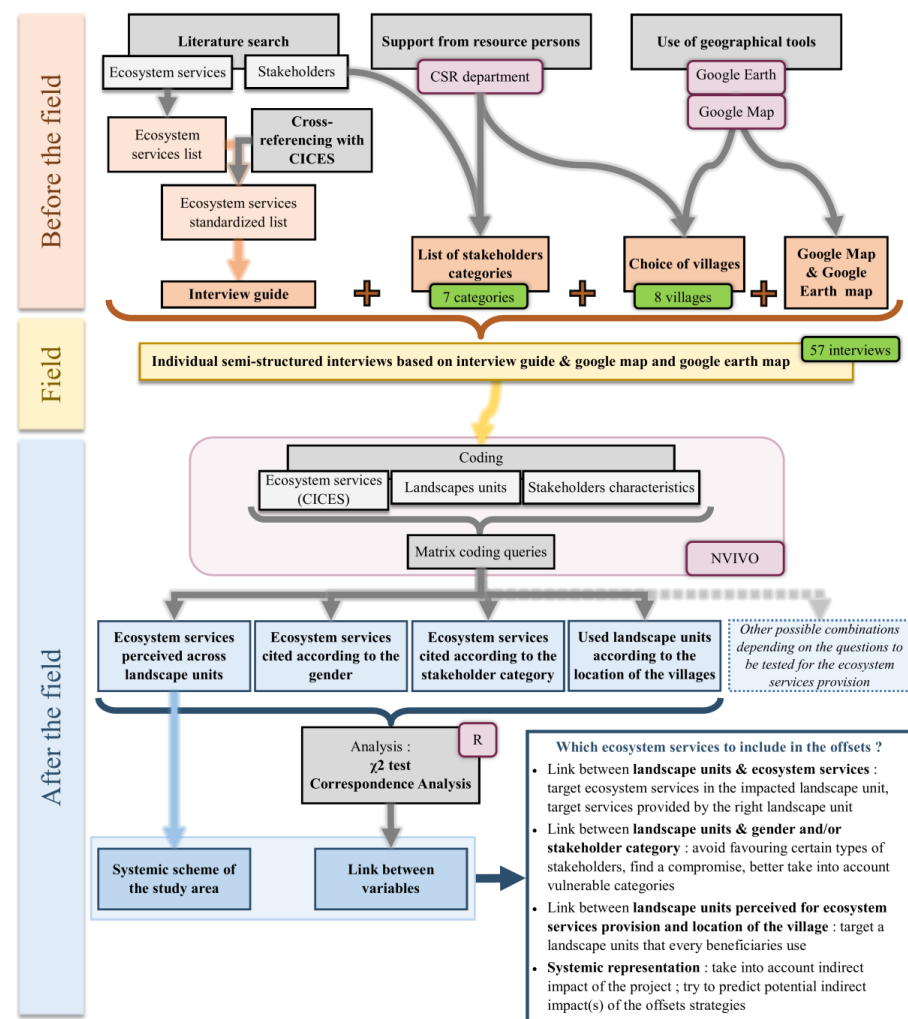 Before the field
Literature search
Ecosystem services
Stakeholders
Support from resource persons
CSR department
Use of geographical tools
Google Earth
Google Map
Ecosystem
services list
Cross-
referencing with
CICES
Ecosystem services
standardized list
Interview guide
+
List of stakeholders
categories
7 categories
+
Choice of villages
8 villages
+
Google Map
& Google
Earth map
Field
Individual semi-structured interviews based on interview guide & google map and google earth map
57 interviews
After the field
Coding
Ecosystem services
(CICES)
Landscapes units
Stakeholders characteristics
Matrix coding queries
NVIVO
Ecosystem services
perceived across
landscape units
Ecosystem services
cited according to the
gender
Ecosystem services
cited according to the
stakeholder category
Used landscape units
according to the
location of the villages
Other possible combinations
depending on the questions to
be tested for the ecosystem
services provision
Analysis :
χ2 test
Correspondence Analysis
R
Systemic scheme of
the study area
Link between
variables
Which ecosystem services to include in the offsets ?
• Link between landscape units & ecosystem services :
target ecosystem services in the impacted landscape unit,
target services provided by the right landscape unit
• Link between landscape units & gender and/or
stakeholder category : avoid favouring certain types of
stakeholders, find a compromise, better take into account
vulnerable categories
• Link between landscape units perceived for ecosystem
services provision and location of the village : target a
landscape units that every beneficiaries use
• Systemic representation : take into account indirect
impact of the project ; try to predict potential indirect
impact(s) of the offsets strategies